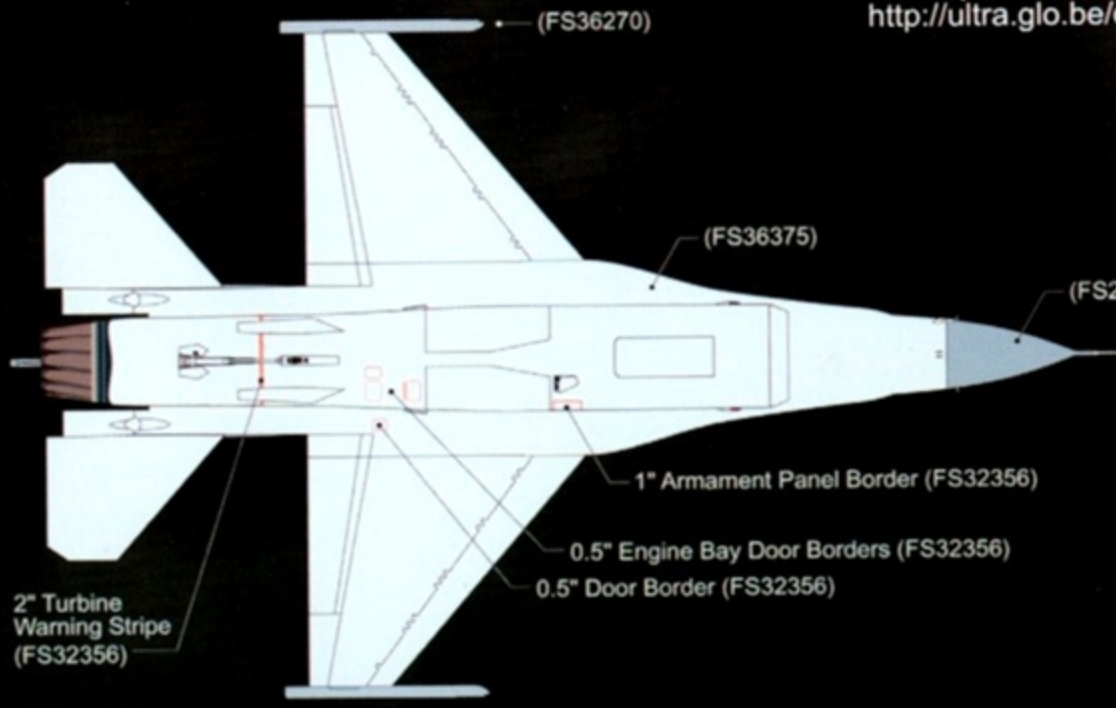 (FS36270)
http://ultra.glo.be/
(FS36375)
(FS2
1" Armament Panel Border (FS32356)
0.5" Engine Bay Door Borders (FS32356)
0.5" Door Border (FS32356)
2" Turbine
Warning Stripe
(FS32356)